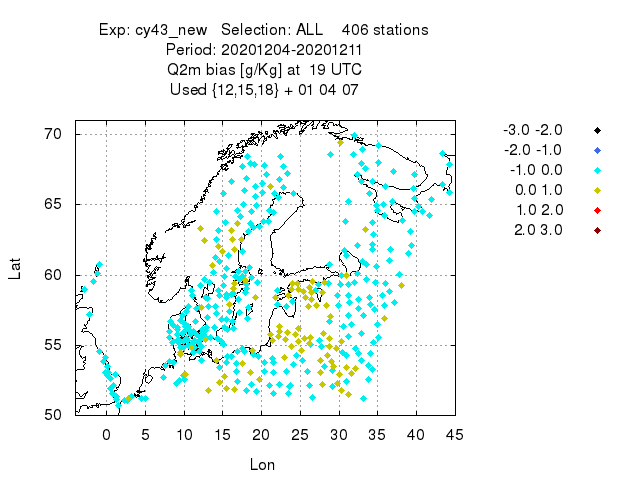 Exp: cy43_new   Selection: ALL    406 stations
Period: 20201204-20201211
Q2m bias [g/Kg] at  19 UTC
Used {12,15,18} + 01 04 07
-3.0 -2.0
-2.0 -1.0
-1.0 0.0
0.0 1.0
1.0 2.0
2.0 3.0
70
65
60
55
50
Lat
0 5 10 15 20 25 30 35 40 45
Lon